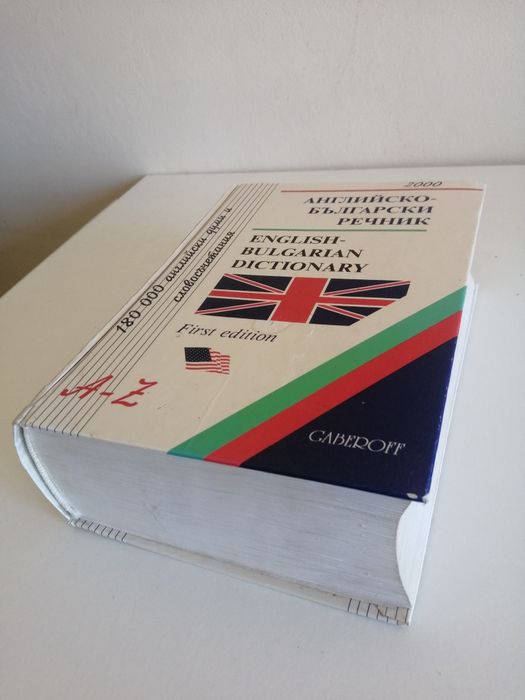 2000
АНГЛИЙСКО-
БЪЛГАРСКИ
РЕЧНИК
ENGLISH-
BULGARIAN
DICTIONARY
First edition
180 000 английски думи и
словосъчетания
A-Z
GABEROFF